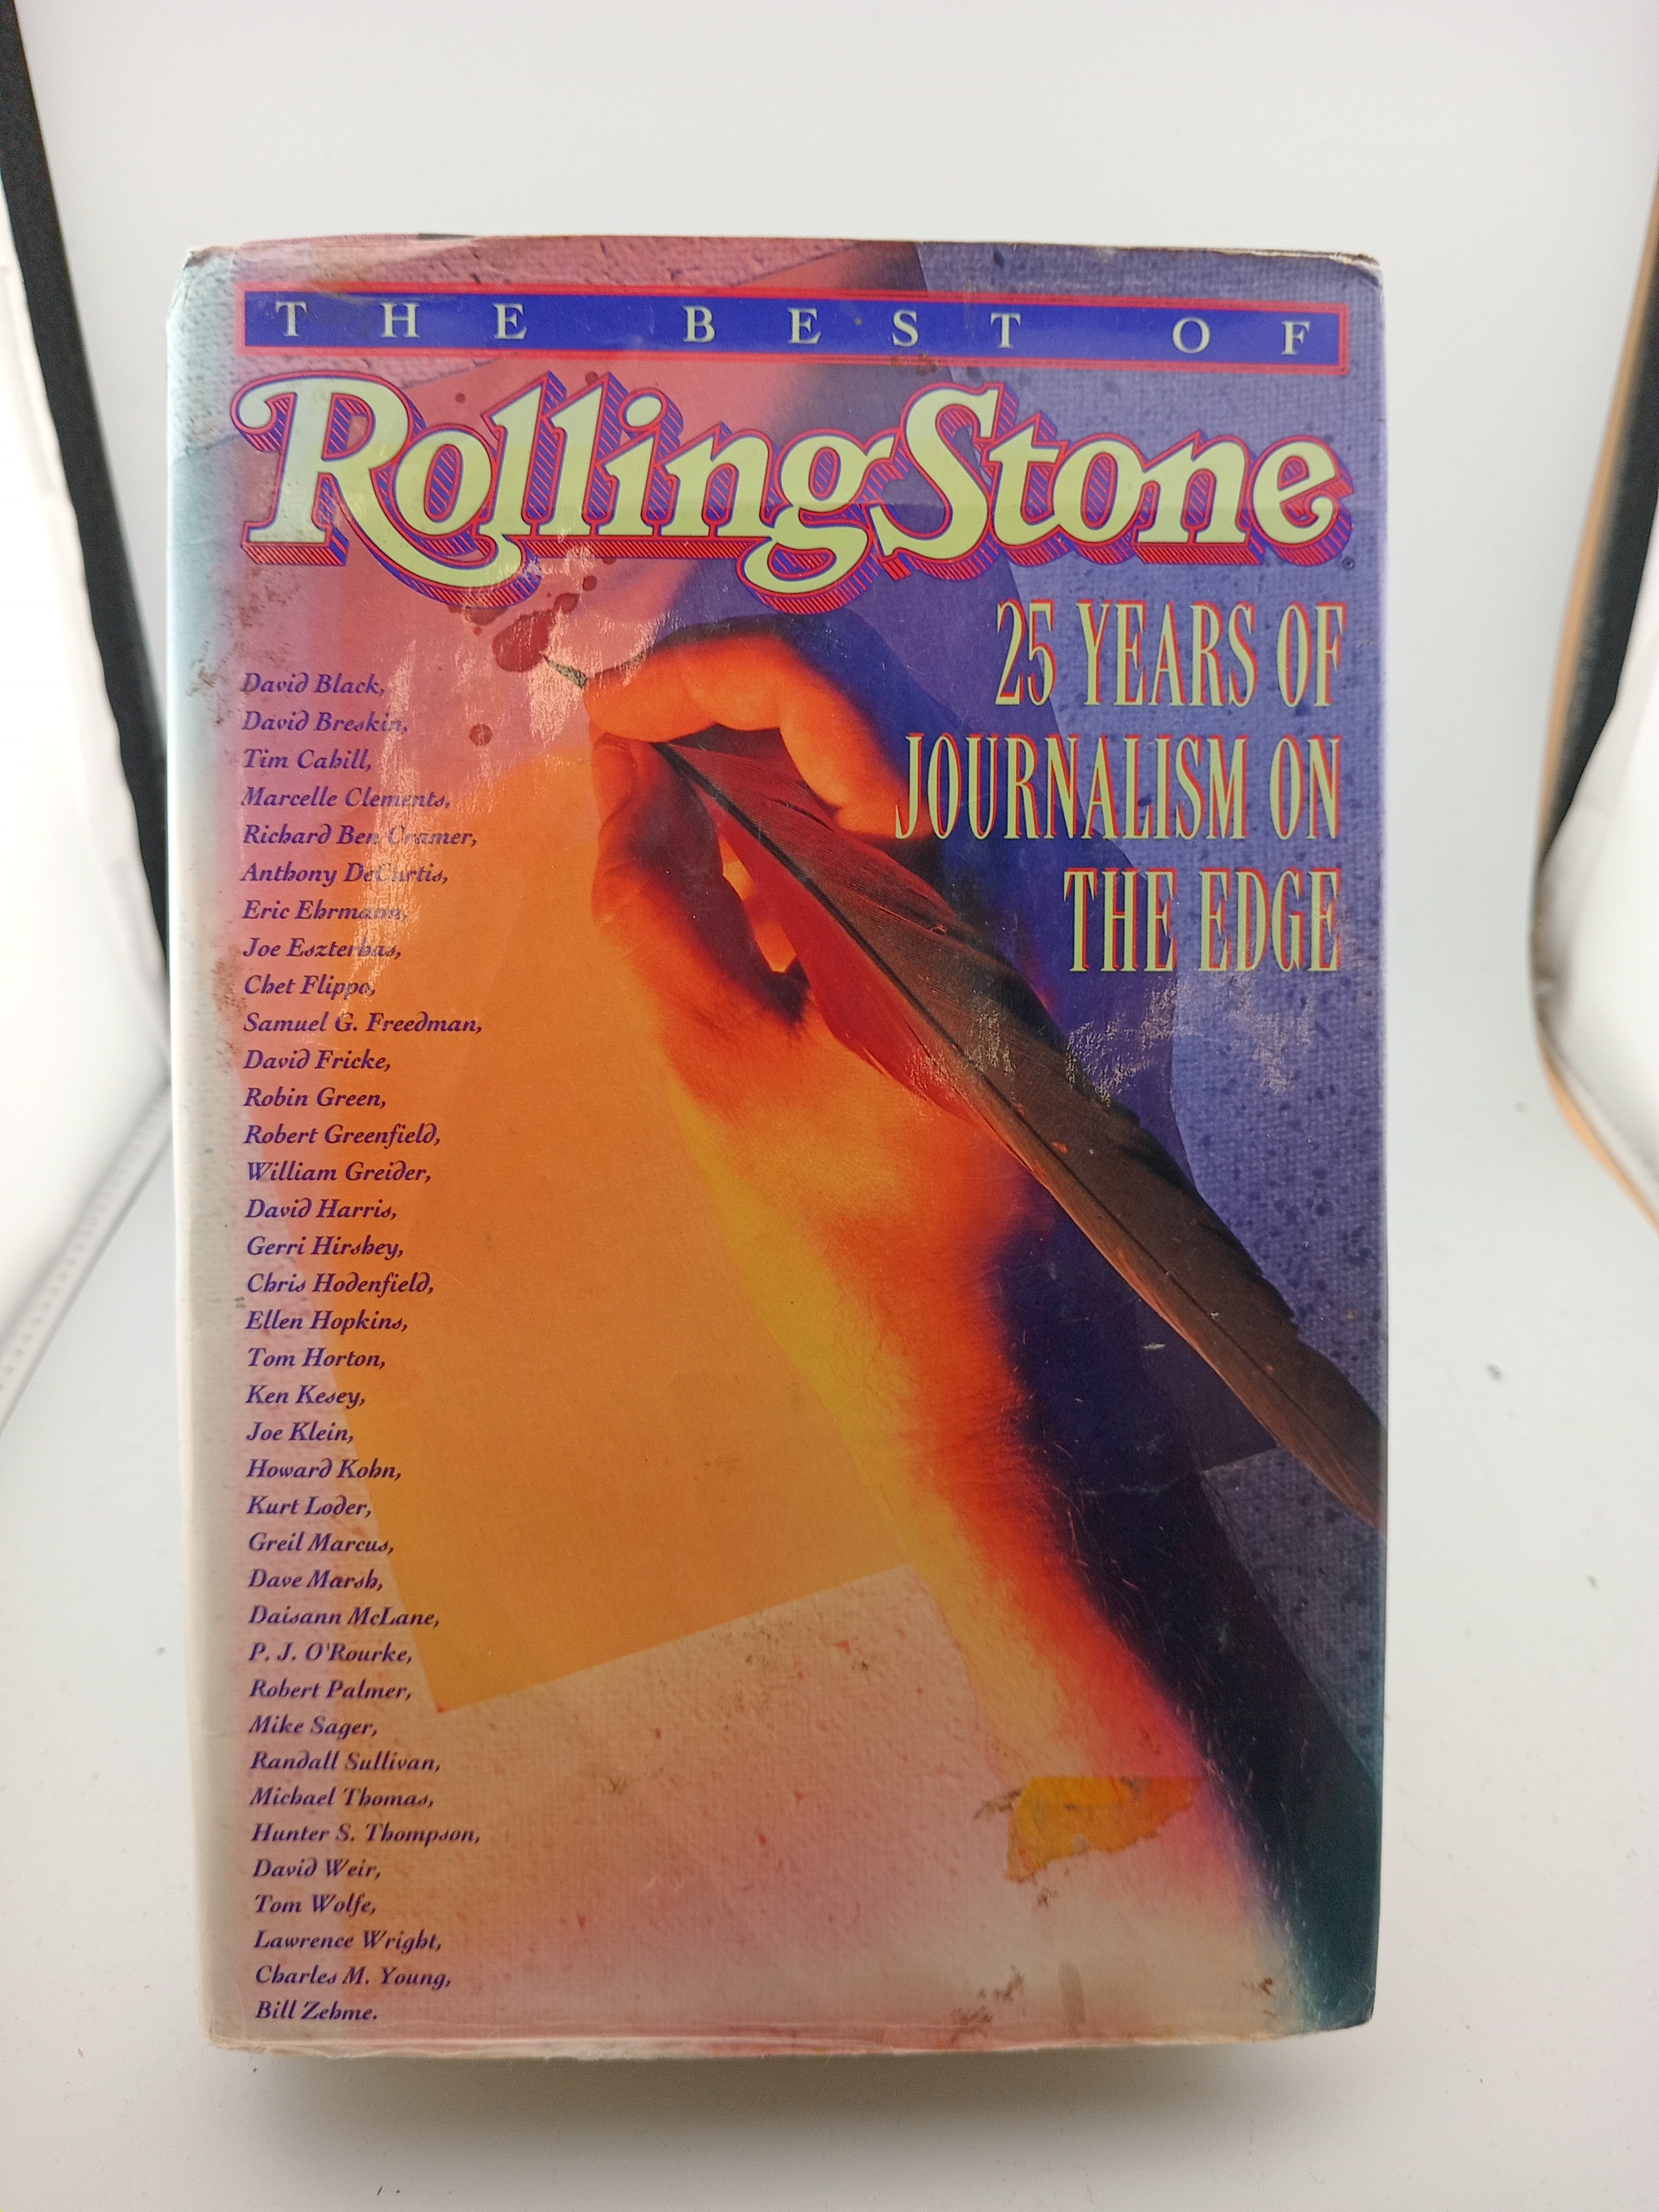 THE BEST OF
RollingStone
25 YEARS OF
JOURNALISM ON
THE EDGE
David Black,
David Breskin,
Tim Cahill,
Marcelle Clements,
Richard Ben Cramer,
Anthony DeCurtis,
Eric Ehrmann,
Joe Eszterhas,
Chet Flippo,
Samuel G. Freedman,
David Fricke,
Robin Green,
Robert Greenfield,
William Greider,
David Harris,
Gerri Hirshey,
Chris Hodenfield,
Ellen Hopkins,
Tom Horton,
Ken Kesey,
Joe Klein,
Howard Kohn,
Kurt Loder,
Greil Marcus,
Dave Marsh,
Daisann McLane,
P. J. O'Rourke,
Robert Palmer,
Mike Sager,
Randall Sullivan,
Michael Thomas,
Hunter S. Thompson,
David Weir,
Tom Wolfe,
Lawrence Wright,
Charles M. Young,
Bill Zehme.